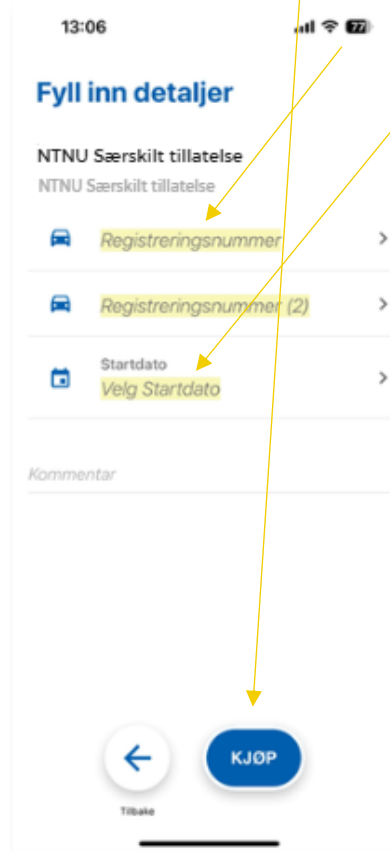 13:06
77
Fyll inn detaljer
NTNU Særskilt tillatelse
NTNU Særskilt tillatelse
Registreringsnummer
Registreringsnummer (2)
Startdato
Velg Startdato
Kommentar
KJØP
Tilbake